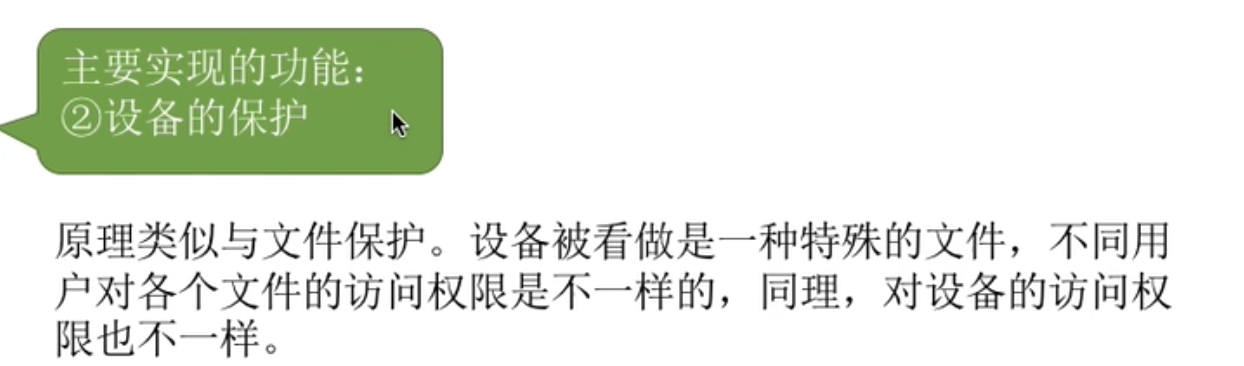 主要实现的功能：
②设备的保护
原理类似与文件保护。设备被看做是一种特殊的文件，不同用
户对各个文件的访问权限是不一样的，同理，对设备的访问权
限也不一样。